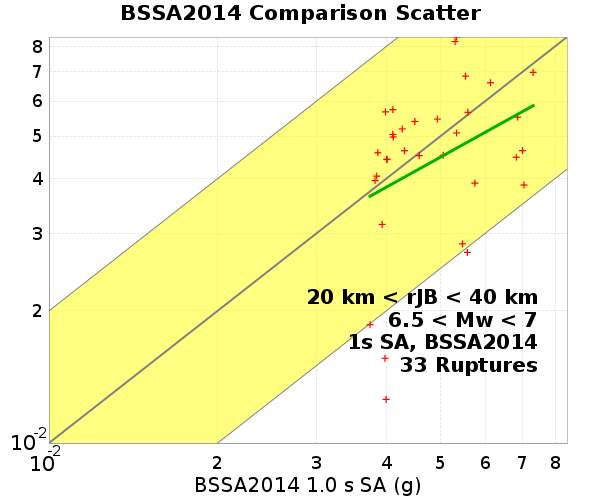 BSSA2014 Comparison Scatter
8
7
6
5
4
3
2
10-2
20 km < rJB < 40 km
6.5 < Mw < 7
1s SA, BSSA2014
33 Ruptures
10-2 2 3 4 5 6 7 8
BSSA2014 1.0 s SA (g)